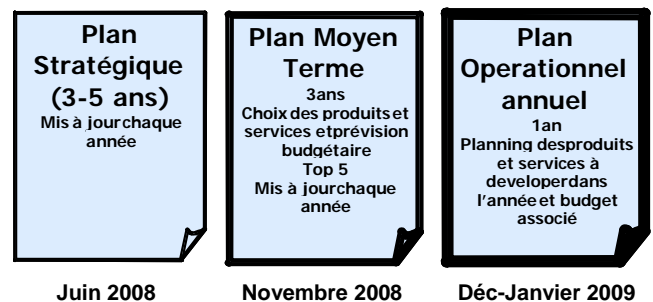 Plan
Stratégique
(3-5 ans)
Mis à jourchaque
année
Plan Moyen
Terme
3ans
Choix des produitset
services etprévision
budgétaire
Top 5
Mis à jourchaque
année
Plan
Operationnel
annuel
1an
Planning desproduits
et services à
developerdans
l'annéeet budget
associé
Juin 2008
Novembre 2008
Déc-Janvier 2009